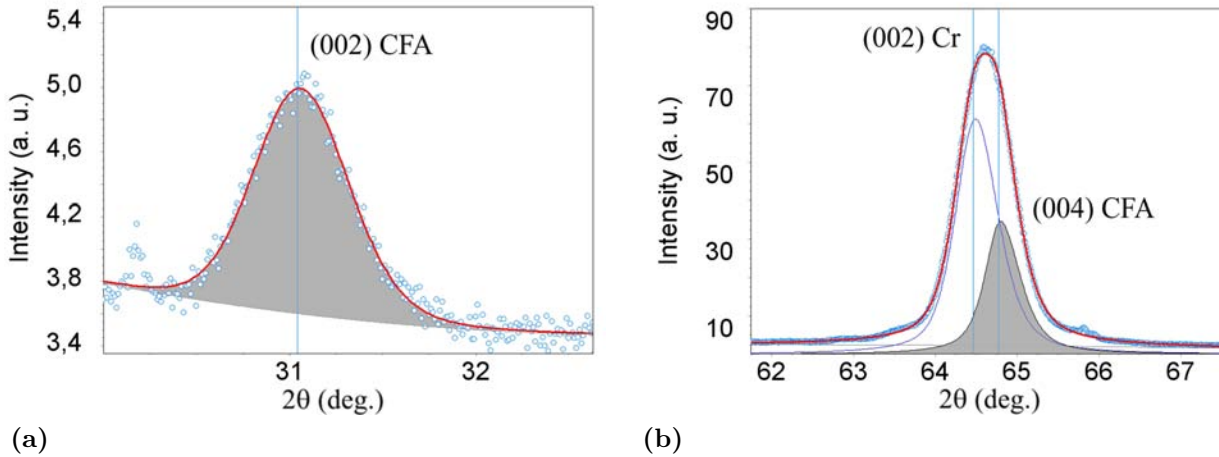 5,4
5,0
4,6
4,2
3,8
3,4
Intensity (a. u.)
(002) CFA
31
32
2θ (deg.)
(a)
90
70
50
30
10
Intensity (a. u.)
(002) Cr
(004) CFA
62
63
64
65
66
67
2θ (deg.)
(b)